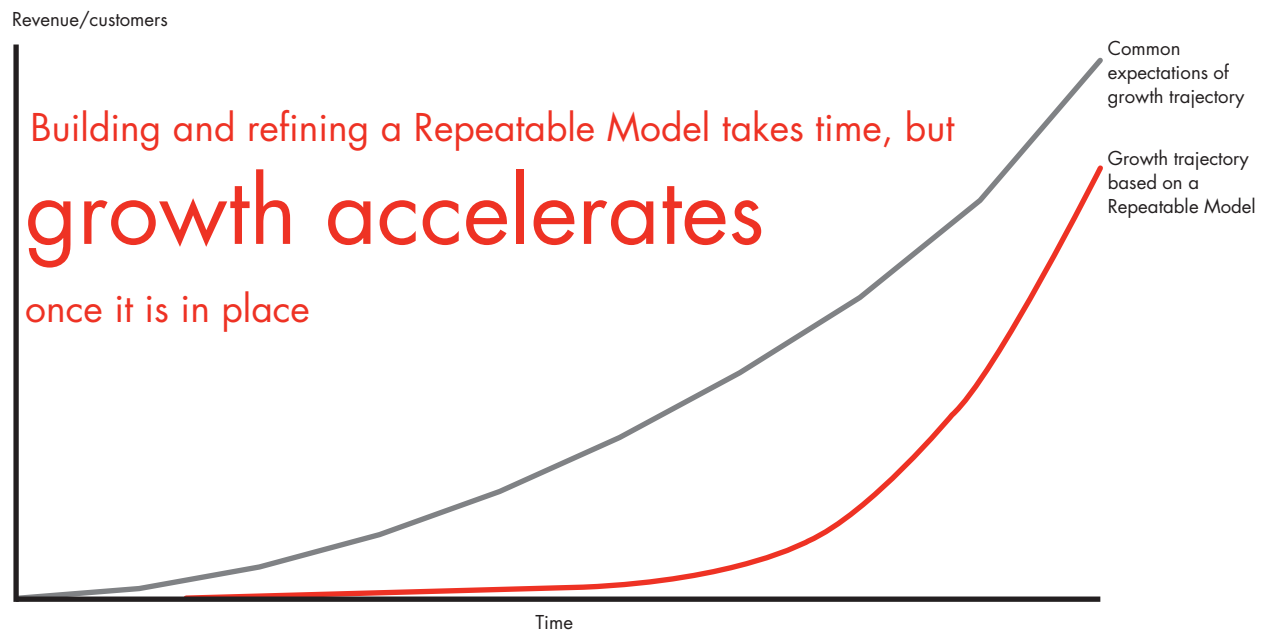 Revenue/customers
Common
expectations of
growth trajectory
Building and refining a Repeatable Model takes time, but
growth accelerates
once it is in place
Growth trajectory
based on a
Repeatable Model
Time